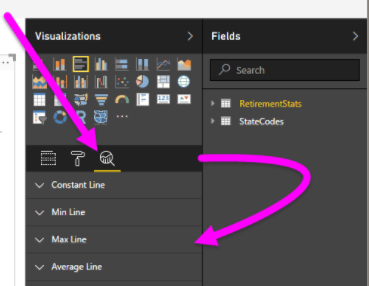 Visualizations
Fields
Search
RetirementStats
StateCodes
Constant Line
Min Line
Max Line
Average Line